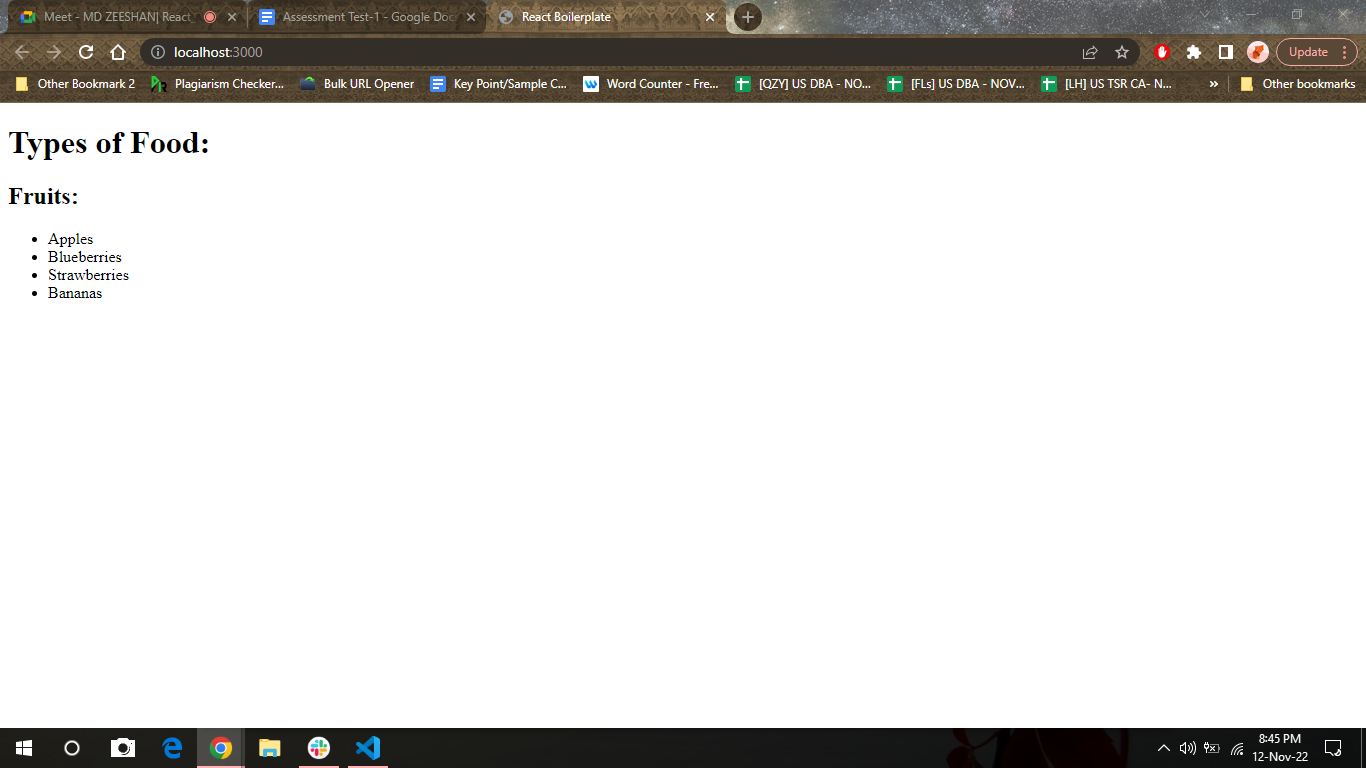 Meet - MD ZEESHAN| React
Assessment Test-1 - Google Doc
React Boilerplate
localhost:3000
Update
Other Bookmark 2
Plagiarism Checker...
Bulk URL Opener
Key Point/Sample C...
Word Counter - Fre...
[QZY] US DBA - NO...
[FLs] US DBA - NOV...
[LH] US TSR CA- N...
Other bookmarks
Types of Food:
Fruits:
Apples
Blueberries
Strawberries
Bananas
8:45 PM
12-Nov-22